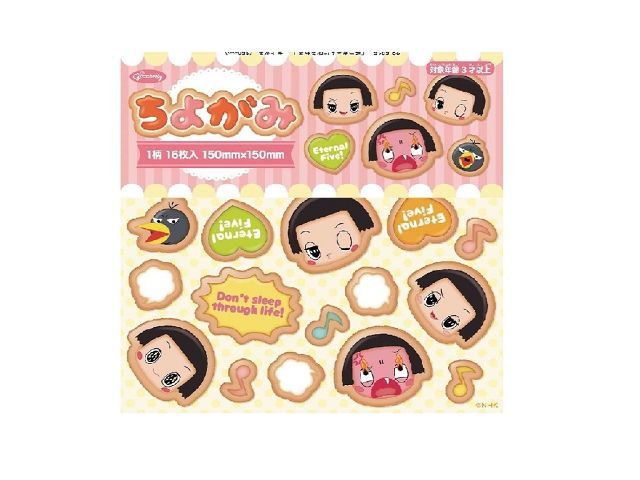 対象年齢 3才以上
ちよがみ
1柄 16枚入 150mm×150mm
Eternal
Five!
Eternal
Five!
Eternal
Five!
Don't sleep
through life!
©NHK